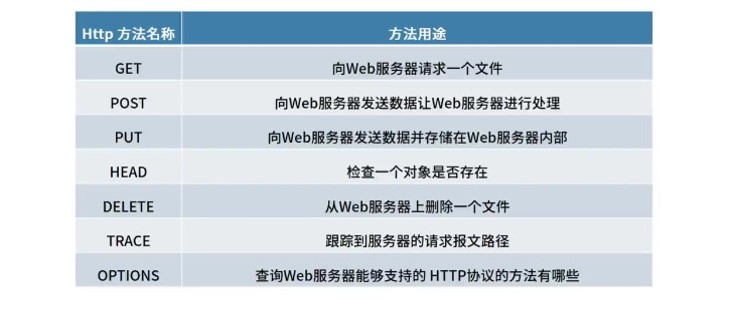 Http 方法名称 方法用途
GET 向Web服务器请求一个文件
POST 向Web服务器发送数据让Web服务器进行处理
PUT 向Web服务器发送数据并存储在Web服务器内部
HEAD 检查一个对象是否存在
DELETE 从Web服务器上删除一个文件
TRACE 跟踪到服务器的请求报文路径
OPTIONS 查询Web服务器能够支持的 HTTP协议的方法有哪些